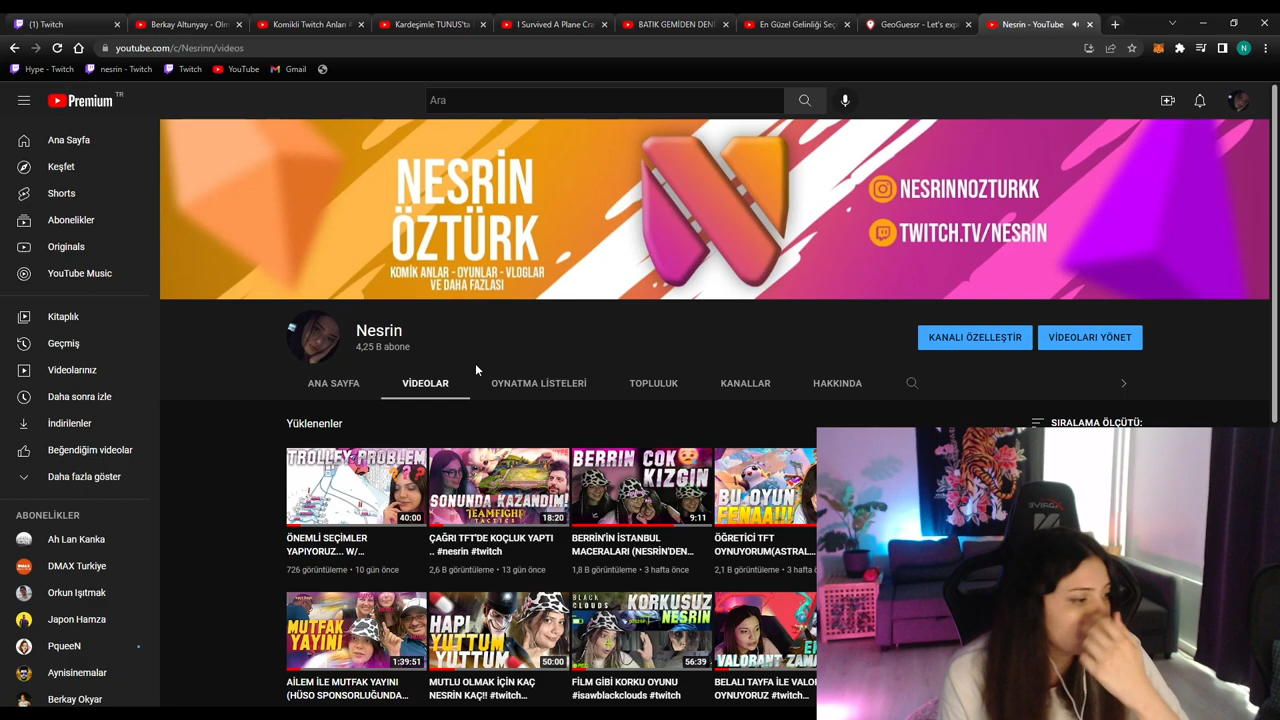 (1) Twitch
Berkay Altunyay - Olm
Komikli Twitch Anları
Kardeşimle TUNUS'ta
I Survived A Plane Cra
BATIK GEMİDEN DEN
En Güzel Gelinliği Seç
GeoGuessr - Let's exp
Nesrin - YouTube
youtube.com/c/Nesrinn/videos
N
Hype - Twitch
nesrin - Twitch
Twitch
YouTube
Gmail
Premium TR
Ara
Ana Sayfa
Keşfet
Shorts
Abonelikler
Originals
YouTube Music
Kitaplık
Geçmiş
Videolarınız
Daha sonra izle
İndirilenler
Beğendiğim videolar
Daha fazla göster
ABONELİKLER
Ah Lan Kanka
DMAX Turkiye
Orkun Işıtmak
Japon Hamza
PqueeN
Aynisinemalar
Berkay Okyar
NESRİN
ÖZTÜRK
KOMİK ANLAR - OYUNLAR - VLOGLAR
VE DAHA FAZLASI
NESRINNOZTURKK
TWITCH.TV/NESRIN
Nesrin
4,25 B abone
KANALI ÖZELLEŞTİR
VİDEOLARI YÖNET
ANA SAYFA
VİDEOLAR
OYNATMA LİSTELERİ
TOPLULUK
KANALLAR
HAKKINDA
Yüklenenler
SIRALAMA ÖLÇÜTÜ:
TROLLEY PROBLEM
40:00
ÖNEMLİ SEÇİMLER
YAPIYORUZ... W/...
726 görüntüleme • 10 gün önce
SONUNDA KAZANDIM!
TEAMFIGHT
TACTICS
18:20
ÇAĞRI TFT'DE KOÇLUK YAPTI
.. #nesrin #twitch
2,6 B görüntüleme • 13 gün önce
BERRIN ÇOK
KIZGIN
9:11
BERRİN'İN İSTANBUL
MACERALARI (NESRİN'DEN...
1,8 B görüntüleme • 3 hafta önce
BU OYUN
FENA!!!
ÖĞRETİCİ TFT
OYNUYORUM(ASTRAL...
2,1 B görüntüleme • 3 hafta
MUTFAK
YAYINI
1:39:51
AİLEM İLE MUTFAK YAYINI
(HÜSO SPONSORLUĞUNDA...
HAPI
YUTTUM
YUTTUM
50:00
MUTLU OLMAK İÇİN KAÇ
NESRİN KAÇ!! #twitch...
BLACK
CLOUDS
KORKUSUZ
NESRIN
56:39
FİLM GİBİ KORKU OYUNU
#isawblackclouds #twitch
VALORANT ZAMA
BELALI TAYFA İLE VALO
OYNUYORUZ #twitch...